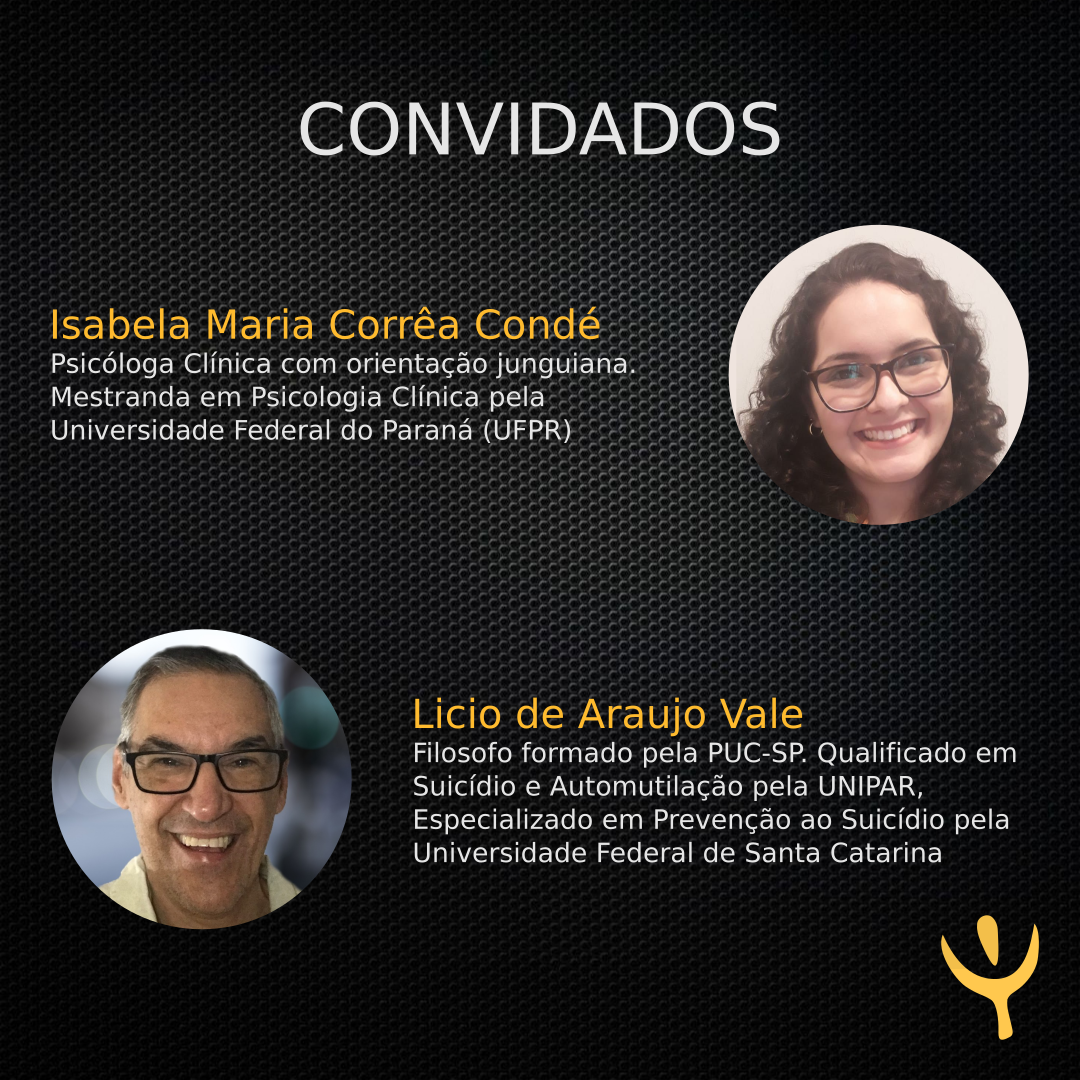 CONVIDADOS
Isabela Maria Corrêa Condé
Psicóloga Clínica com orientação junguiana.
Mestranda em Psicologia Clínica pela
Universidade Federal do Paraná (UFPR)
Licio de Araujo Vale
Filosofo formado pela PUC-SP. Qualificado em
Suicídio e Automutilação pela UNIPAR,
Especializado em Prevenção ao Suicídio pela
Universidade Federal de Santa Catarina